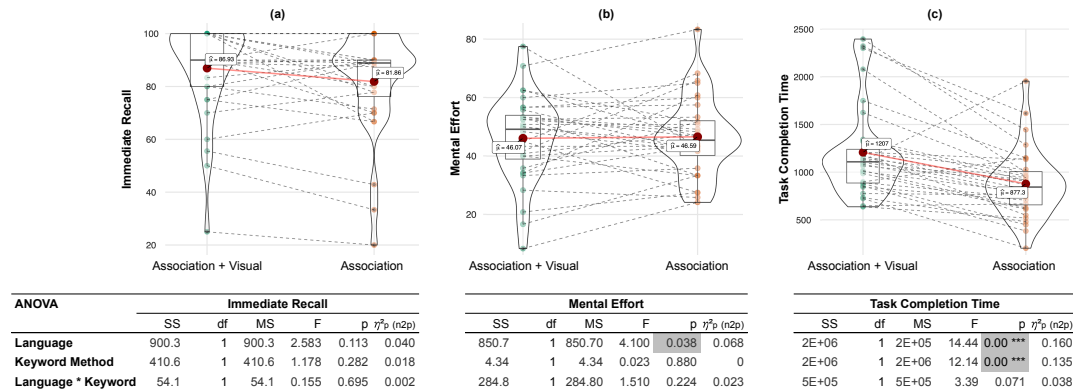 (a)
Immediate Recall
100
80
60
40
20
μ̂ = 86.93
μ̂ = 81.86
Association + Visual
Association
(b)
Mental Effort
80
60
40
20
μ̂ = 46.07
μ̂ = 46.59
Association + Visual
Association
(c)
Task Completion Time
2500
2000
1500
1000
500
μ̂ = 1207
μ̂ = 877.3
Association + Visual
Association
ANOVA Immediate Recall Mental Effort Task Completion Time
SS df MS F p η²p (n2p) SS df MS F p η²p (n2p) SS df MS F p η²p (n2p)
Language 900.3 1 900.3 2.583 0.113 0.040 850.7 1 850.70 4.100 0.038 0.068 2E+06 1 2E+05 14.44 0.00 *** 0.160
Keyword Method 410.6 1 410.6 1.178 0.282 0.018 4.34 1 4.34 0.023 0.880 0 2E+06 1 2E+06 12.14 0.00 *** 0.135
Language * Keyword 54.1 1 54.1 0.155 0.695 0.002 284.8 1 284.80 1.510 0.224 0.023 5E+05 1 5E+05 3.39 0.071 0.038